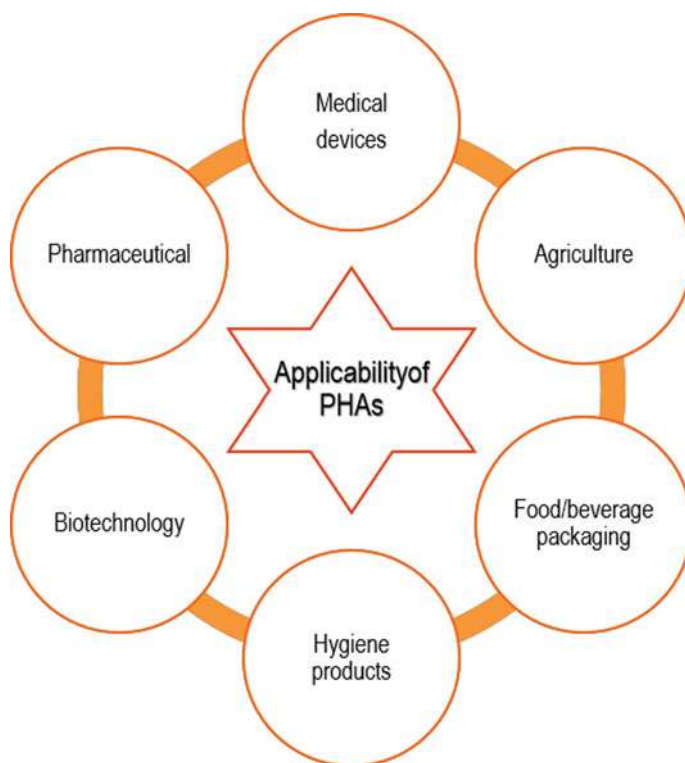 Medical
devices
Pharmaceutical
Agriculture
Applicabilityof
PHAs
Biotechnology
Food/beverage
packaging
Hygiene
products